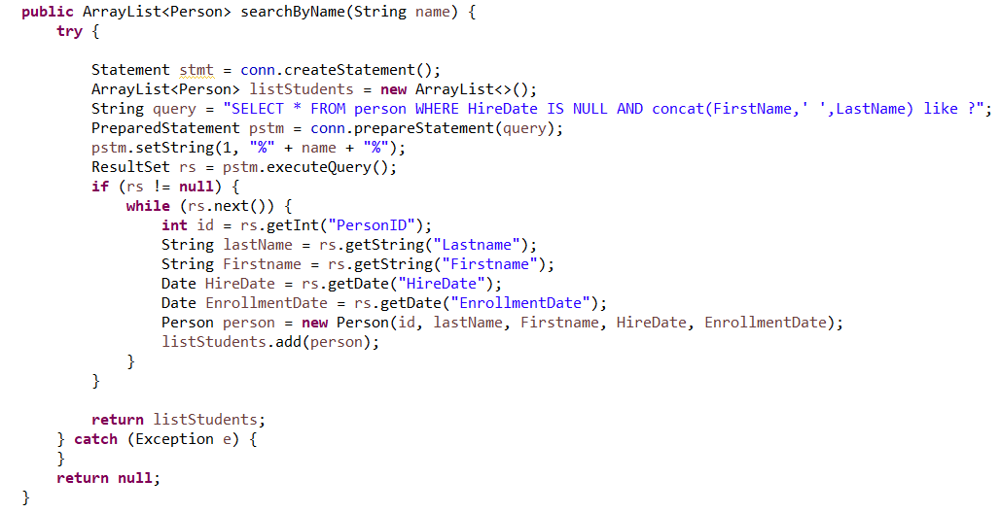 public ArrayList<Person> searchByName(String name) {
    try {
        Statement stmt = conn.createStatement();
        ArrayList<Person> listStudents = new ArrayList<>();
        String query = "SELECT * FROM person WHERE HireDate IS NULL AND concat(FirstName,' ',LastName) like ?";
        PreparedStatement pstm = conn.prepareStatement(query);
        pstm.setString(1, "%" + name + "%");
        ResultSet rs = pstm.executeQuery();
        if (rs != null) {
            while (rs.next()) {
                int id = rs.getInt("PersonID");
                String lastName = rs.getString("Lastname");
                String Firstname = rs.getString("Firstname");
                Date HireDate = rs.getDate("HireDate");
                Date EnrollmentDate = rs.getDate("EnrollmentDate");
                Person person = new Person(id, lastName, Firstname, HireDate, EnrollmentDate);
                listStudents.add(person);
            }
        }
        return listStudents;
    } catch (Exception e) {
    }
    return null;
}